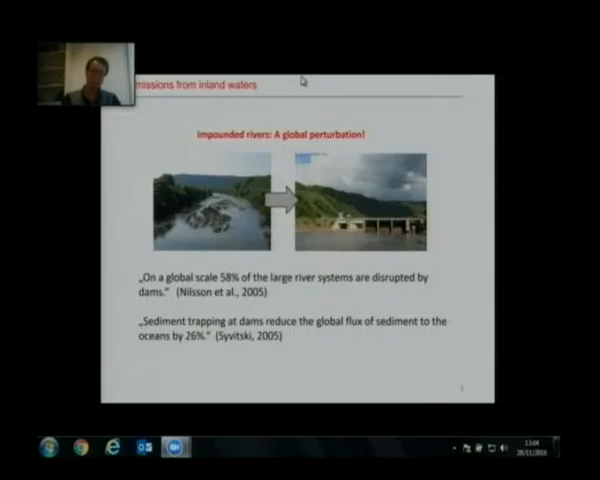 missions from inland waters
Impounded rivers: A global perturbation!
„On a global scale 58% of the large river systems are disrupted by
dams.“ (Nilsson et al., 2005)
„Sediment trapping at dams reduce the global flux of sediment to the
oceans by 26%.“ (Syvitski, 2005)